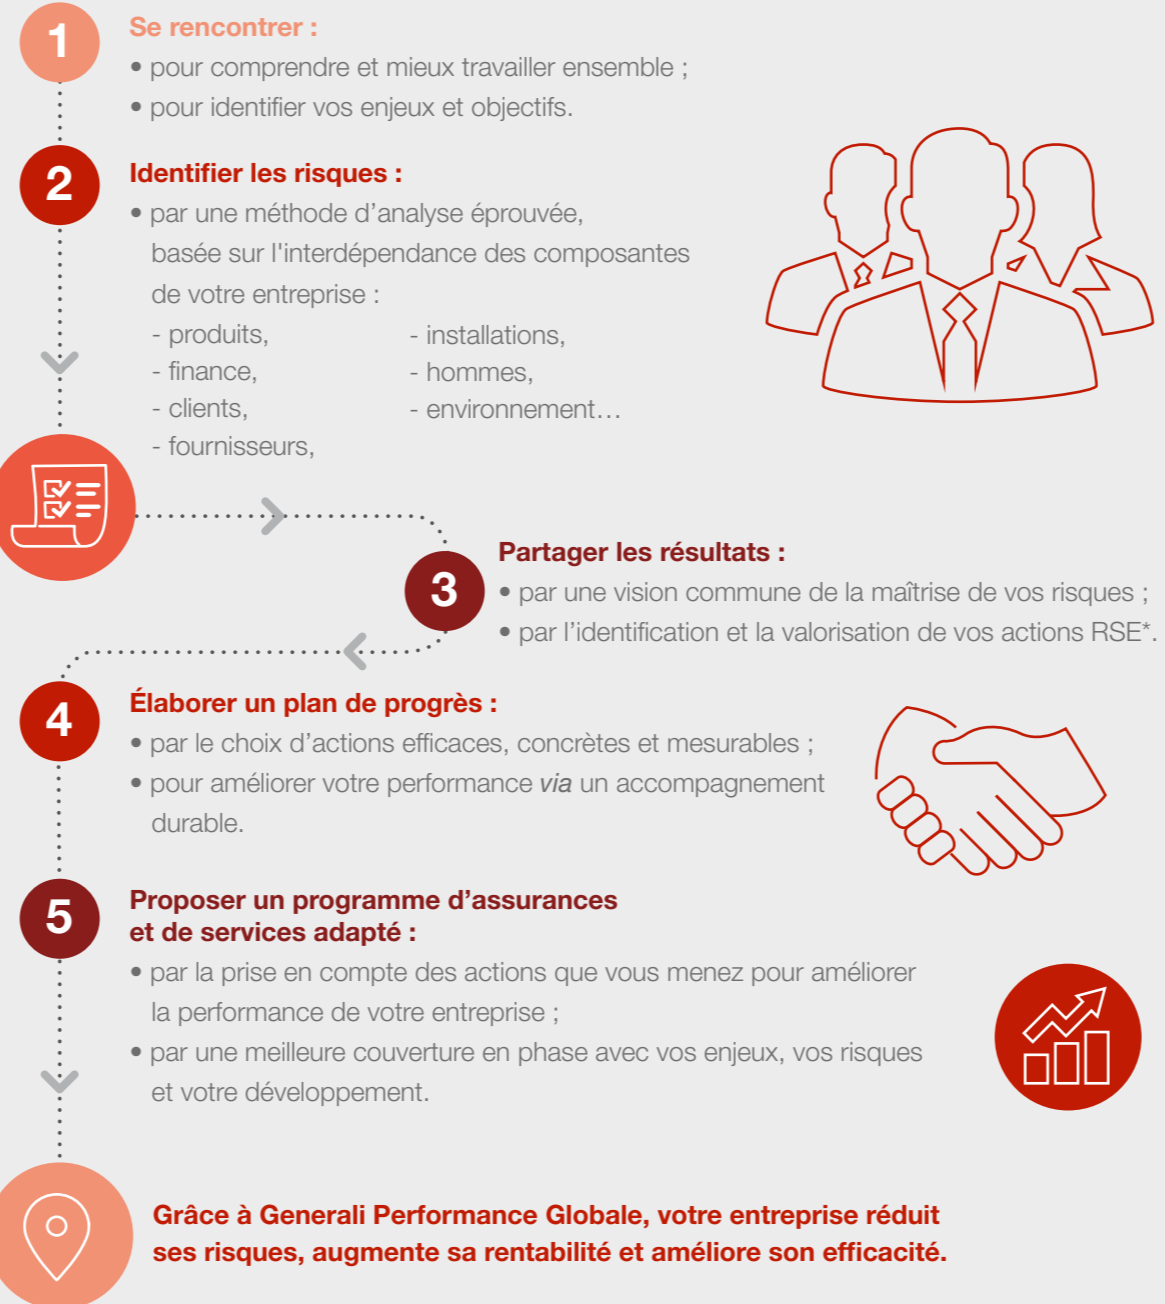 1
Se rencontrer :
• pour comprendre et mieux travailler ensemble ;
• pour identifier vos enjeux et objectifs.
2
Identifier les risques :
• par une méthode d’analyse éprouvée,
basée sur l'interdépendance des composantes
de votre entreprise :
- produits,
- finance,
- clients,
- fournisseurs,
- installations,
- hommes,
- environnement…
3
Partager les résultats :
• par une vision commune de la maîtrise de vos risques ;
• par l’identification et la valorisation de vos actions RSE*.
4
Élaborer un plan de progrès :
• par le choix d’actions efficaces, concrètes et mesurables ;
• pour améliorer votre performance via un accompagnement
durable.
5
Proposer un programme d’assurances
et de services adapté :
• par la prise en compte des actions que vous menez pour améliorer
la performance de votre entreprise ;
• par une meilleure couverture en phase avec vos enjeux, vos risques
et votre développement.
Grâce à Generali Performance Globale, votre entreprise réduit
ses risques, augmente sa rentabilité et améliore son efficacité.